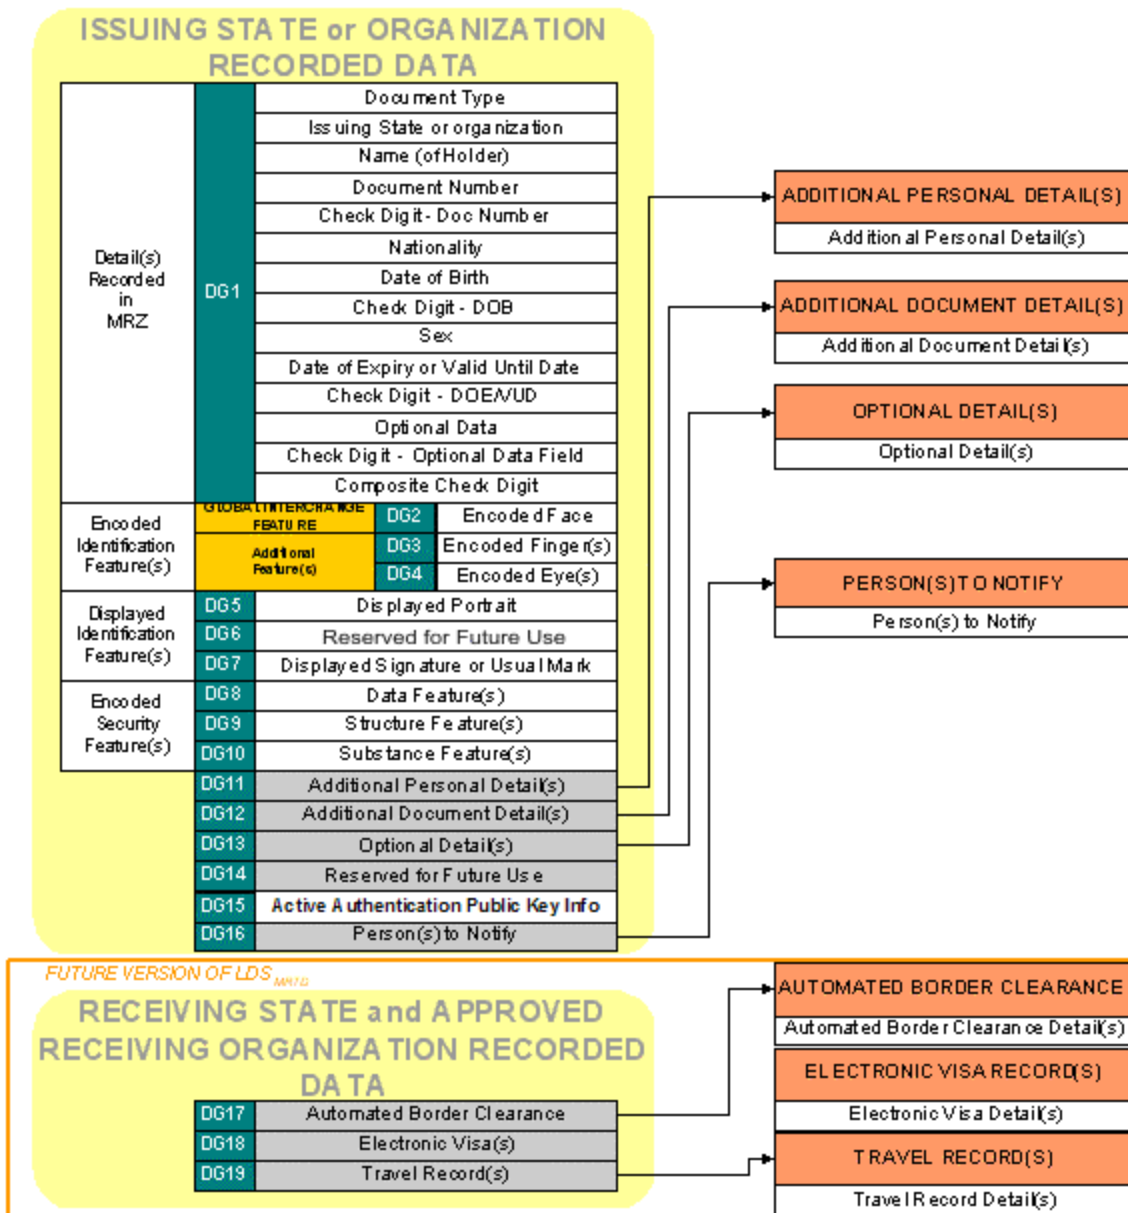 ISSUING STATE or ORGANIZATION
RECORDED DATA
Detail(s)
Recorded
in
MRZ
DG1
Document Type
Issuing State or organization
Name (of Holder)
Document Number
Check Digit - Doc Number
Nationality
Date of Birth
Check Digit - DOB
Sex
Date of Expiry or Valid Until Date
Check Digit - DOE/VUD
Optional Data
Check Digit - Optional Data Field
Composite Check Digit
Encoded
Identification
Feature(s)
GLOBAL INTERCHANGE
FEATURE
DG2 Encoded Face
Additional
Feature(s)
DG3 Encoded Finger(s)
DG4 Encoded Eye(s)
Displayed
Identification
Feature(s)
DG5 Displayed Portrait
DG6 Reserved for Future Use
DG7 Displayed Signature or Usual Mark
Encoded
Security
Feature(s)
DG8 Data Feature(s)
DG9 Structure Feature(s)
DG10 Substance Feature(s)
DG11 Additional Personal Detail(s)
DG12 Additional Document Detail(s)
DG13 Optional Detail(s)
DG14 Reserved for Future Use
DG15 Active Authentication Public Key Info
DG16 Person(s) to Notify
ADDITIONAL PERSONAL DETAIL(S)
Additional Personal Detail(s)
ADDITIONAL DOCUMENT DETAIL(S)
Additional Document Detail(s)
OPTIONAL DETAIL(S)
Optional Detail(s)
PERSON(S) TO NOTIFY
Person(s) to Notify
FUTURE VERSION OF LDS
RECEIVING STATE and APPROVED
RECEIVING ORGANIZATION RECORDED
DATA
DG17 Automated Border Clearance
DG18 Electronic Visa(s)
DG19 Travel Record(s)
AUTOMATED BORDER CLEARANCE
Automated Border Clearance Detail(s)
ELECTRONIC VISA RECORD(S)
Electronic Visa Detail(s)
TRAVEL RECORD(S)
Travel Record Detail(s)